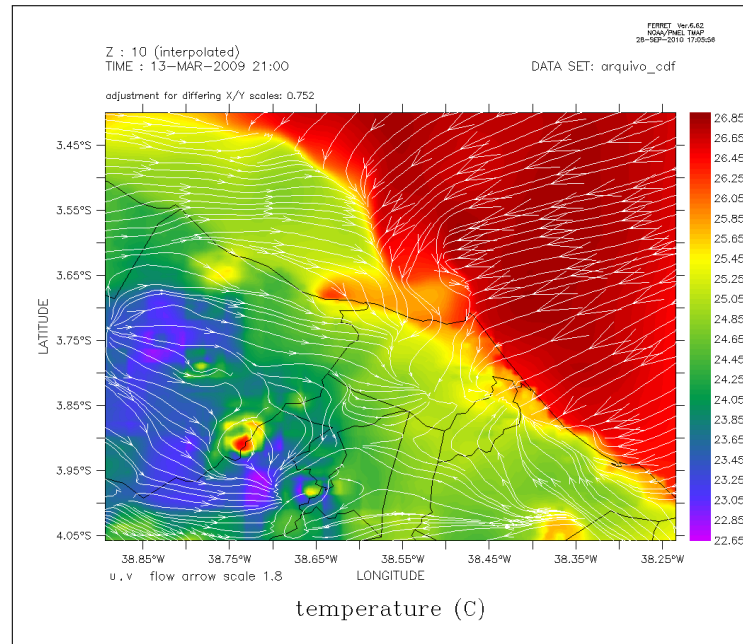 FERRET Ver.6.62
NOAA/PMEL TMAP
28-SEP-2010 17:05:56
Z : 10 (interpolated)
TIME : 13-MAR-2009 21:00
DATA SET: arquivo_cdf
adjustment for differing X/Y scales: 0.752
3.45°S
3.55°S
3.65°S
3.75°S
3.85°S
3.95°S
4.05°S
LATITUDE
26.85
26.65
26.45
26.25
26.05
25.85
25.65
25.45
25.25
25.05
24.85
24.65
24.45
24.25
24.05
23.85
23.65
23.45
23.25
23.05
22.85
22.65
38.85°W 38.75°W 38.65°W 38.55°W 38.45°W 38.35°W 38.25°W
u,v flow arrow scale 1.8
LONGITUDE
temperature (C)